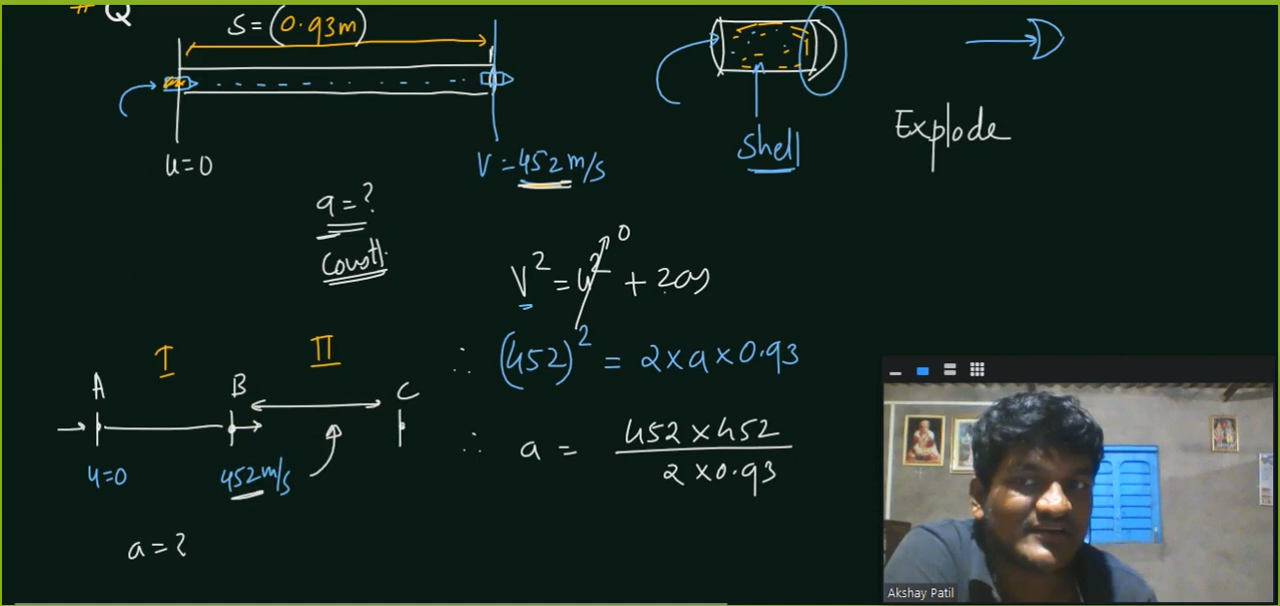 # Q
S = (0.93m)
u=0
V = 452 m/s
Shell
Explode
a = ?
Constt.
V² = u² ↗0 + 2as
∴ (452)² = 2 × a × 0.93
∴ a = 452 × 452 / 2 × 0.93
I
II
A
B
C
u=0
452 m/s
a = ?
Akshay Patil